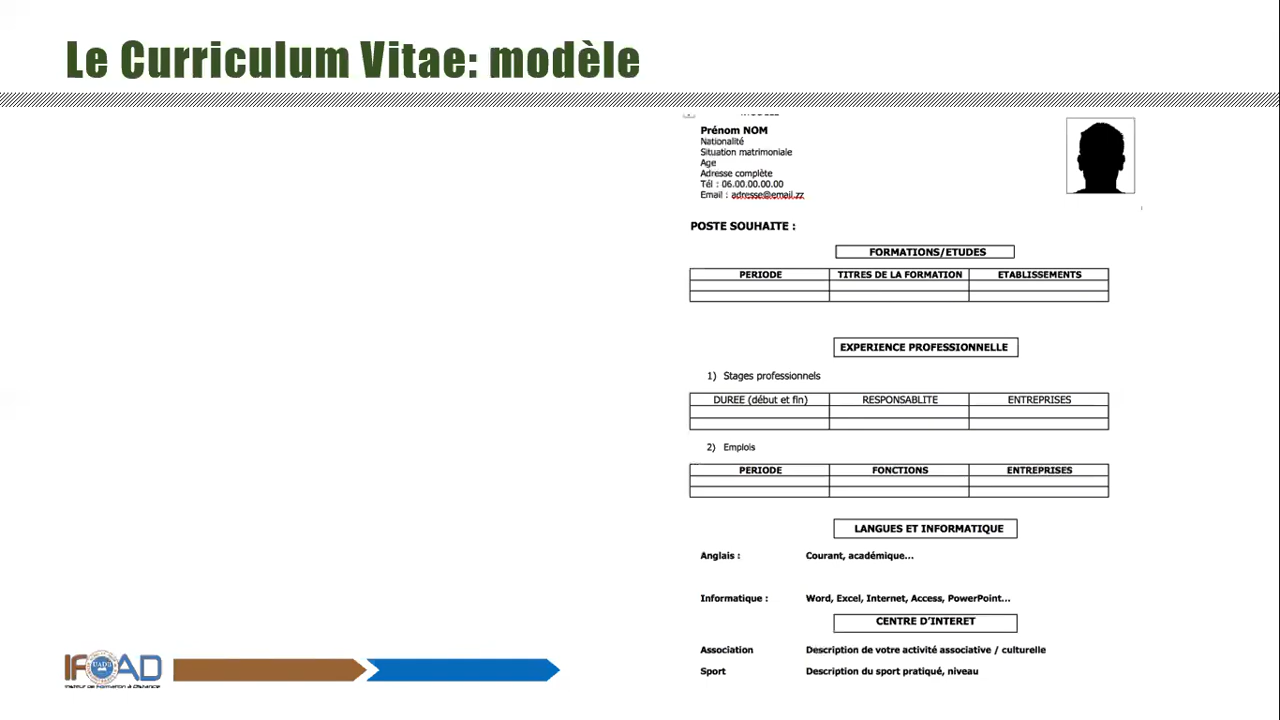 Le Curriculum Vitae: modèle
Prénom NOM
Nationalité
Situation matrimoniale
Age
Adresse complète
Tél : 06.00.00.00.00
Email : adresse@email.zz
POSTE SOUHAITE :
FORMATIONS/ETUDES
PERIODE TITRES DE LA FORMATION ETABLISSEMENTS
EXPERIENCE PROFESSIONNELLE
1) Stages professionnels
DUREE (début et fin) RESPONSABLITE ENTREPRISES
2) Emplois
PERIODE FONCTIONS ENTREPRISES
LANGUES ET INFORMATIQUE
Anglais : Courant, académique...
Informatique : Word, Excel, Internet, Access, PowerPoint...
CENTRE D'INTERET
Association Description de votre activité associative / culturelle
Sport Description du sport pratiqué, niveau
IFOAD
Institut de Formation à Distance